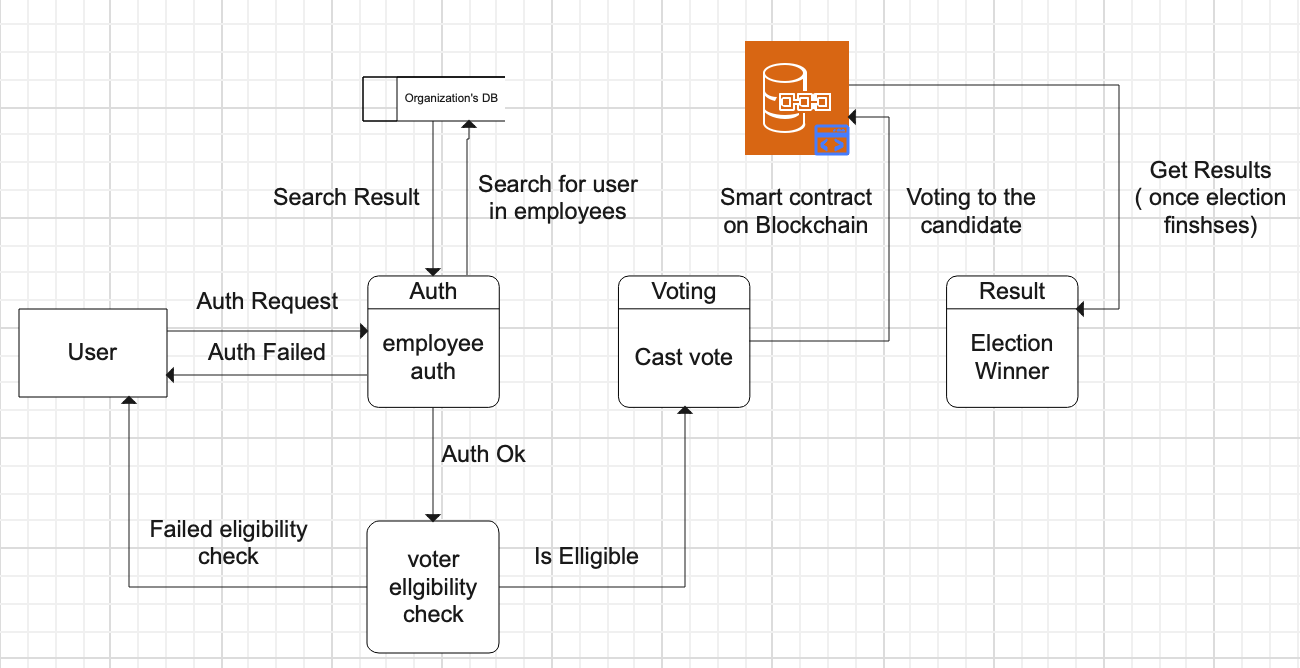 Organization's DB
Search Result
Search for user
in employees
Smart contract
on Blockchain
Voting to the
candidate
Get Results
( once election
finshses)
Auth
employee
auth
Voting
Cast vote
Result
Election
Winner
User
Auth Request
Auth Failed
Auth Ok
Failed eligibility
check
voter
ellgibility
check
Is Elligible